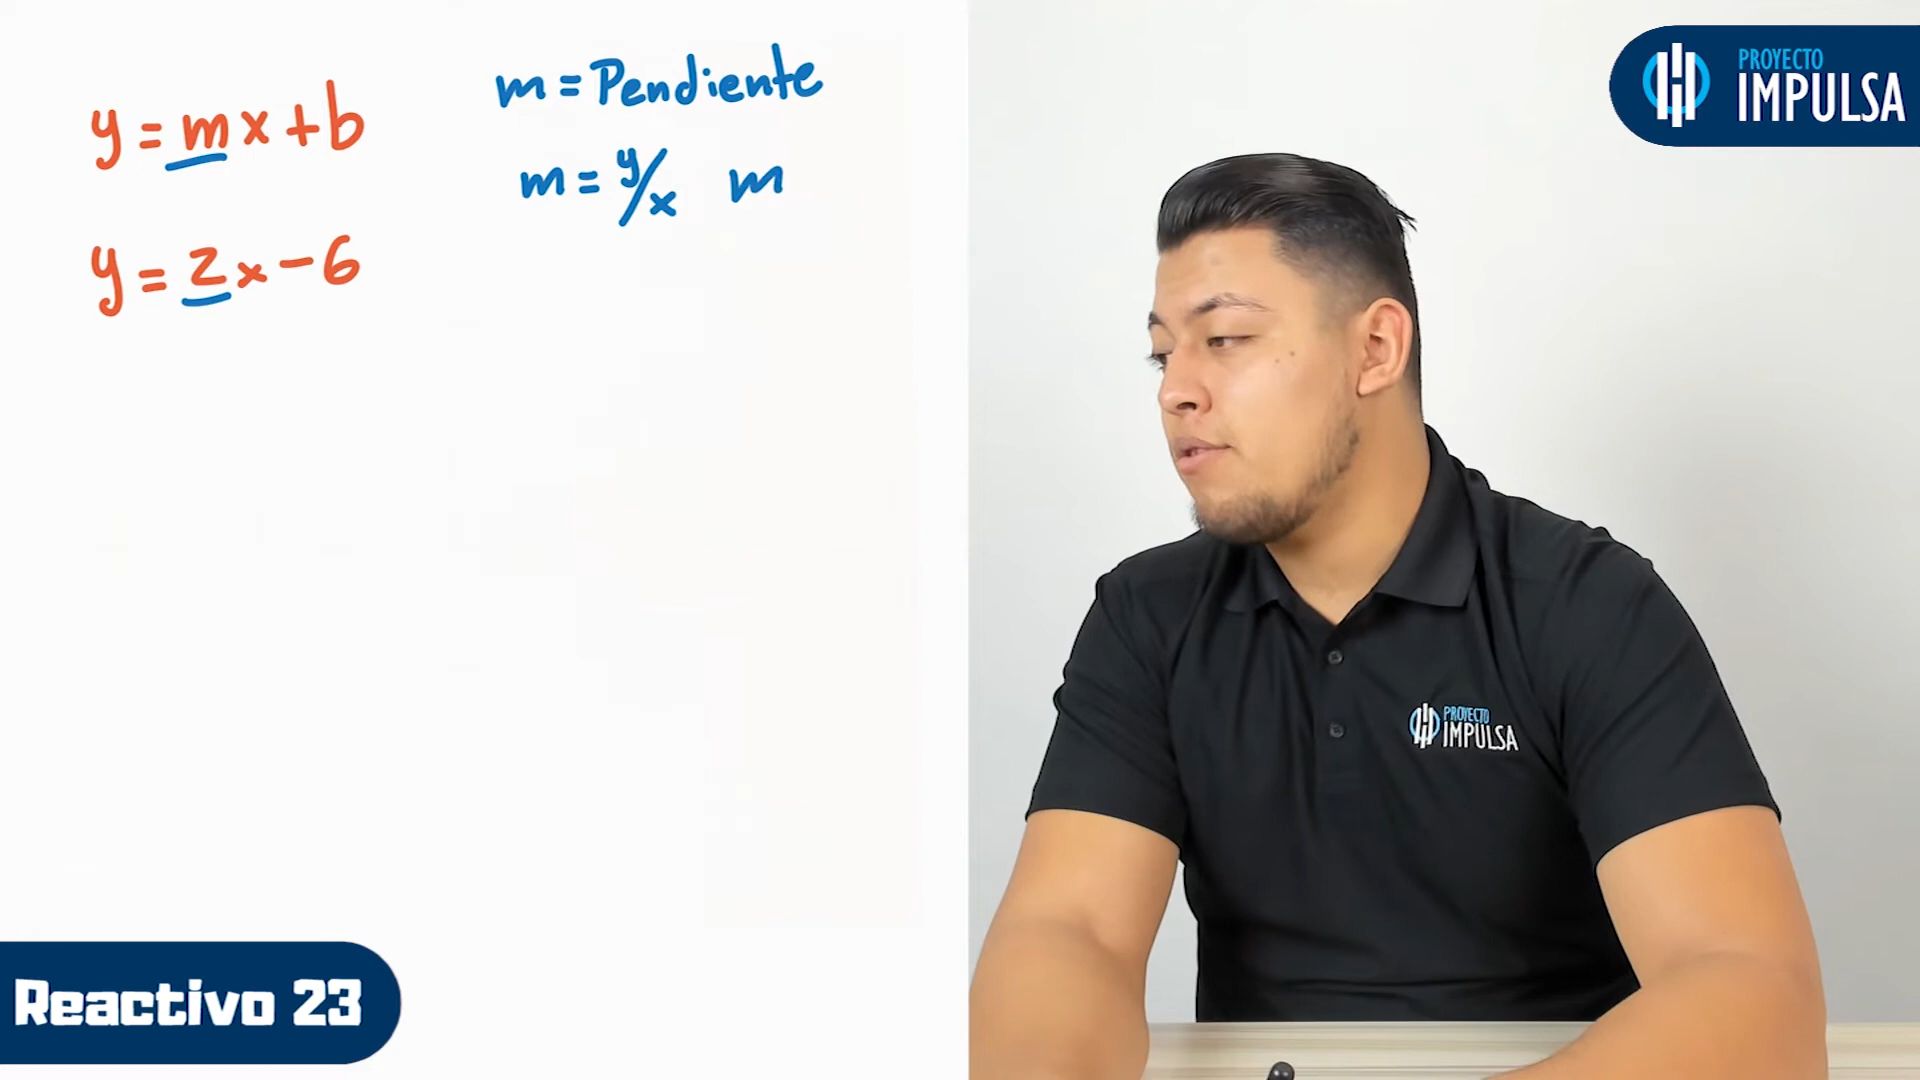 y = mx + b
y = 2x - 6
m = Pendiente
m = y/x m
PROYECTO
IMPULSA
PROYECTO
IMPULSA
Reactivo 23